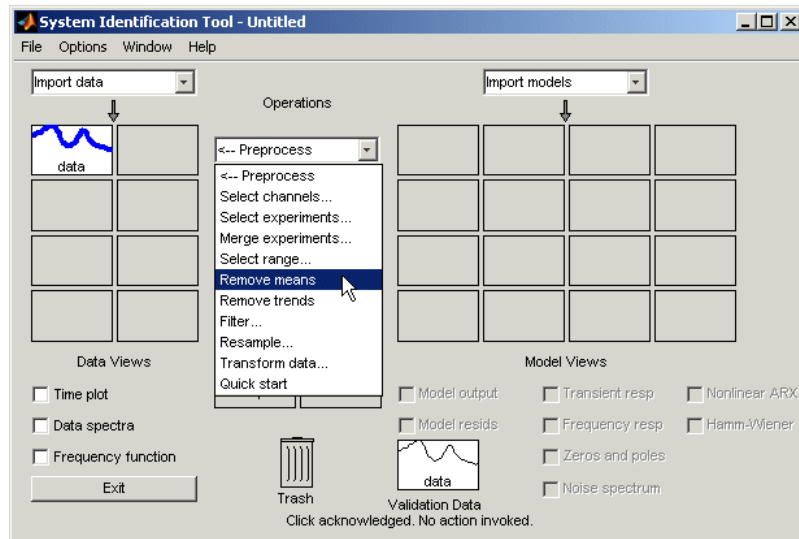 System Identification Tool - Untitled
File Options Window Help
Import data
Import models
Operations
<-- Preprocess
data
<-- Preprocess
Select channels...
Select experiments...
Merge experiments...
Select range...
Remove means
Remove trends
Filter...
Resample...
Transform data...
Quick start
Data Views
Model Views
Time plot
Data spectra
Frequency function
Exit
Model output
Transient resp
Nonlinear ARX
Model resids
Frequency resp
Hamm-Wiener
Zeros and poles
Noise spectrum
data
Trash
Validation Data
Click acknowledged. No action invoked.